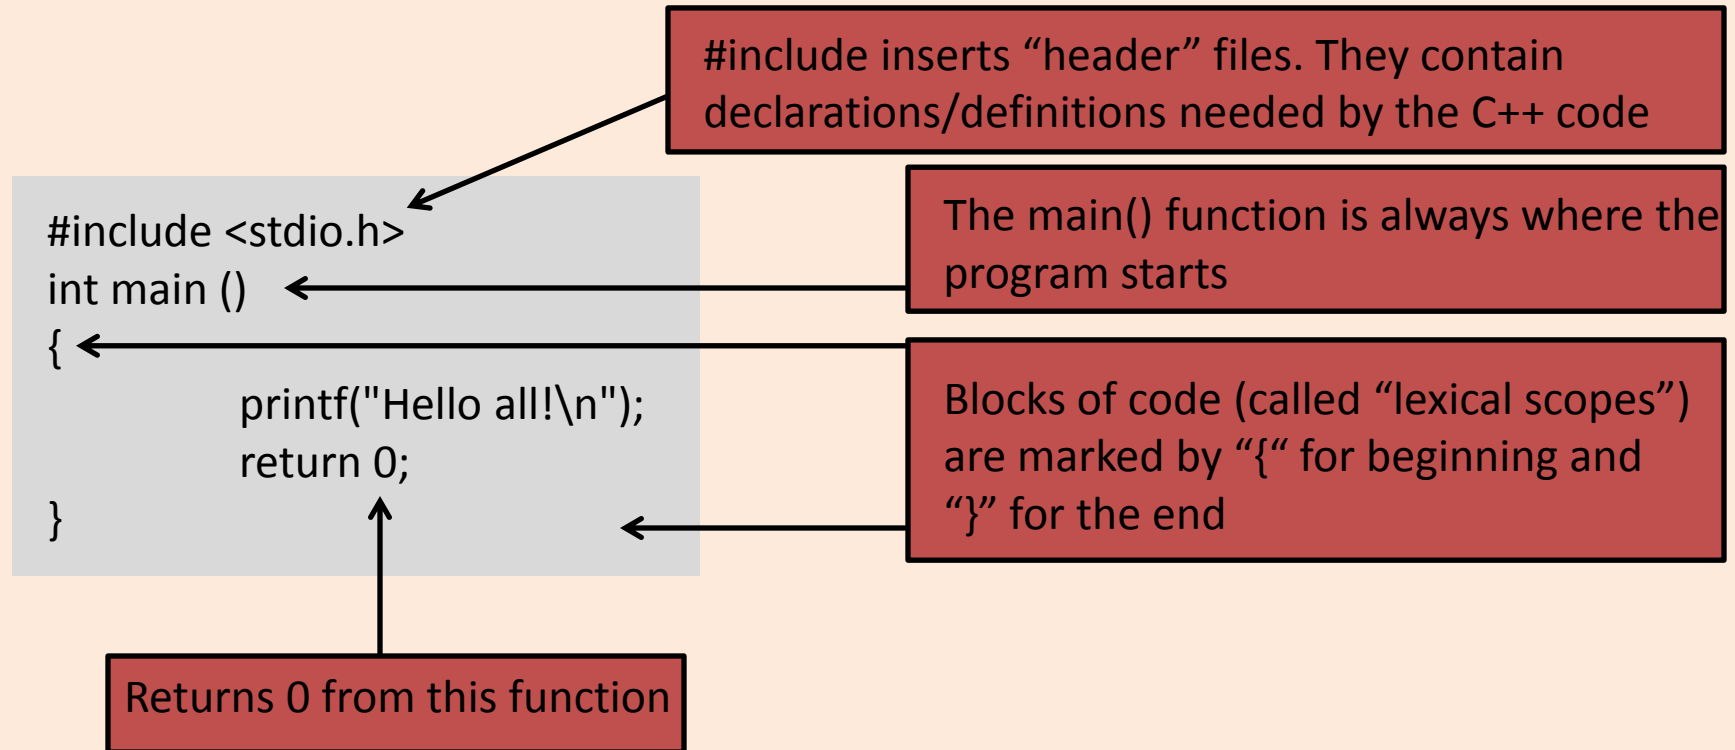 #include inserts “header” files. They contain
declarations/definitions needed by the C++ code
#include <stdio.h>
int main ()
{
printf("Hello all!\n");
return 0;
}
The main() function is always where the
program starts
Blocks of code (called “lexical scopes”)
are marked by “{“ for beginning and
“}” for the end
Returns 0 from this function